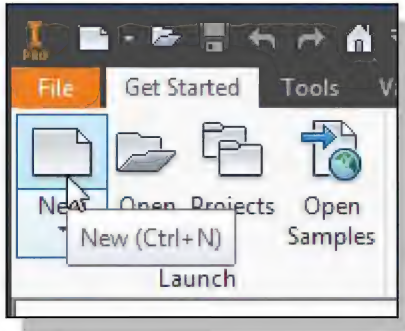 PRO
File Get Started Tools
New Open Projects Open Samples
New (Ctrl+N)
Launch